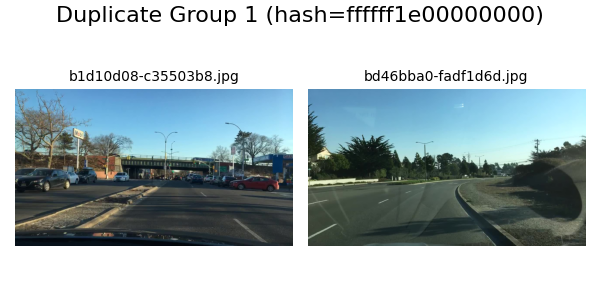 Duplicate Group 1 (hash=ffffff1e00000000)
b1d10d08-c35503b8.jpg
bd46bba0-fadf1d6d.jpg